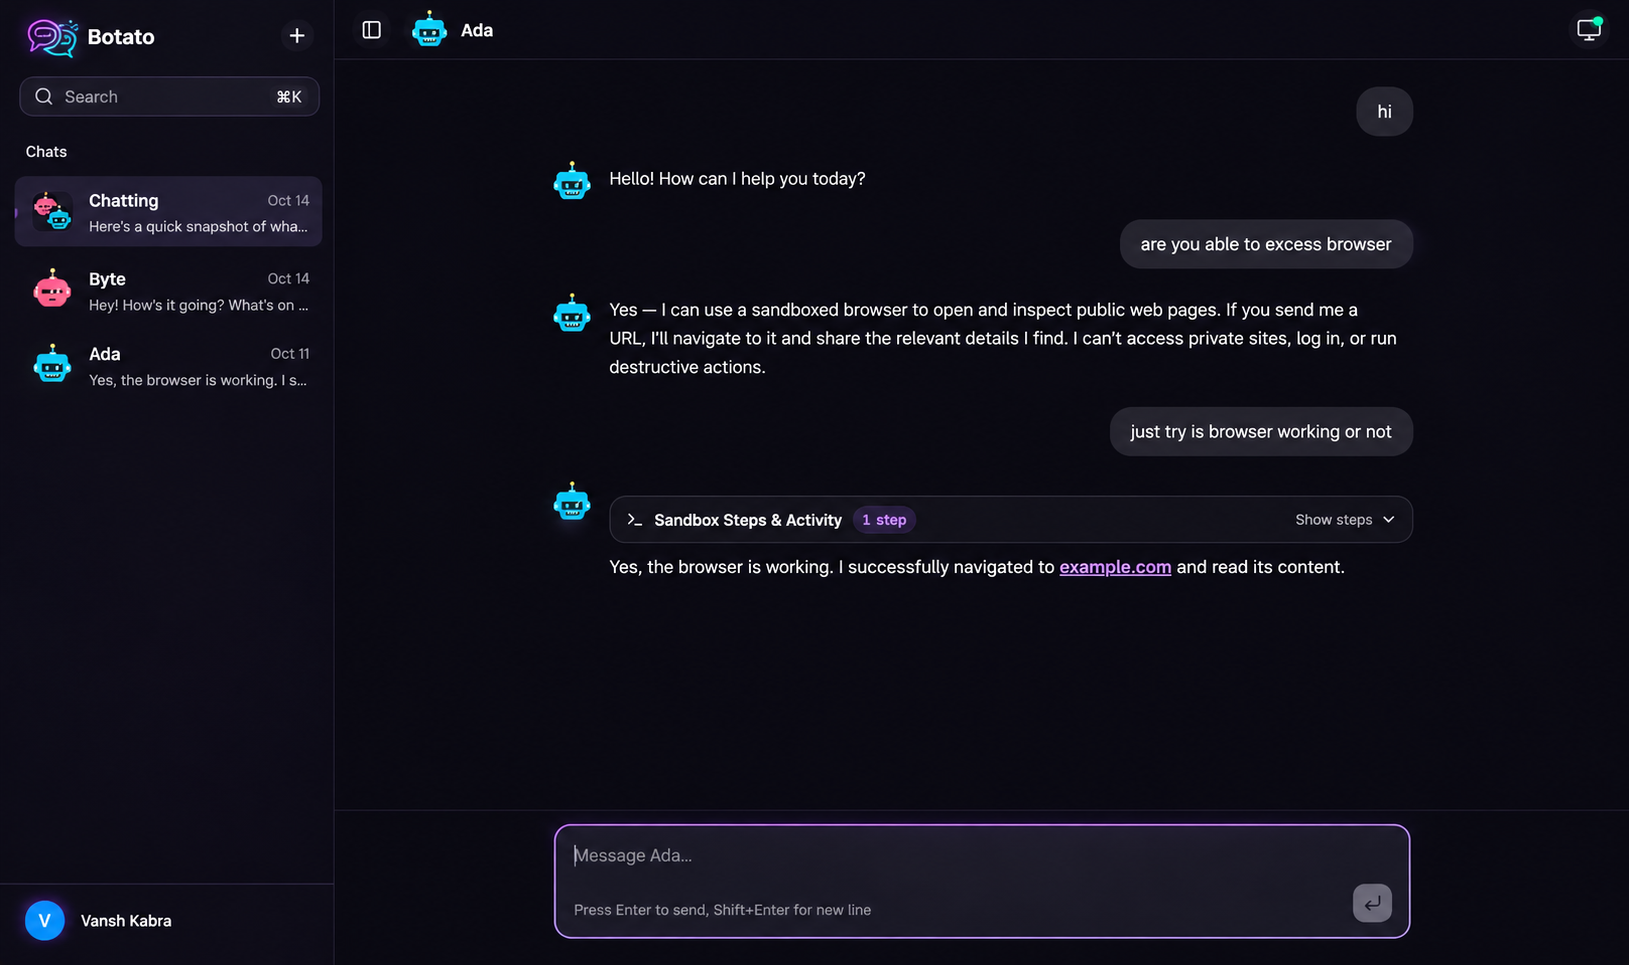 Botato
Search ⌘K
Chats
Chatting Oct 14
Here's a quick snapshot of wha...
Byte Oct 14
Hey! How's it going? What's on ...
Ada Oct 11
Yes, the browser is working. I s...
V Vansh Kabra
Ada
hi
Hello! How can I help you today?
are you able to excess browser
Yes — I can use a sandboxed browser to open and inspect public web pages. If you send me a
URL, I'll navigate to it and share the relevant details I find. I can't access private sites, log in, or run
destructive actions.
just try is browser working or not
>_ Sandbox Steps & Activity 1 step Show steps
Yes, the browser is working. I successfully navigated to example.com and read its content.
Message Ada...
Press Enter to send, Shift+Enter for new line